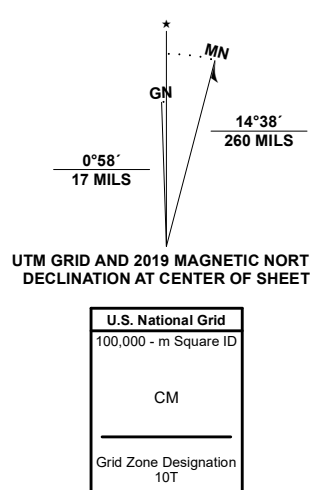 ★
MN
GN
14°38´
260 MILS
0°58´
17 MILS
UTM GRID AND 2019 MAGNETIC NORT
DECLINATION AT CENTER OF SHEET
U.S. National Grid
100,000 - m Square ID
CM
Grid Zone Designation
10T